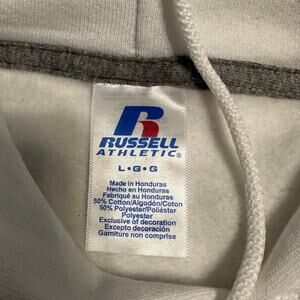 R
RUSSELL
ATHLETIC®
L•G•G
Made in Honduras
Hecho en Honduras
Fabriqué au Honduras
50% Cotton/Algodón/Coton
50% Polyester/Poliéster
Polyester
Exclusive of decoration
Excepto decoración
Garniture non comprise